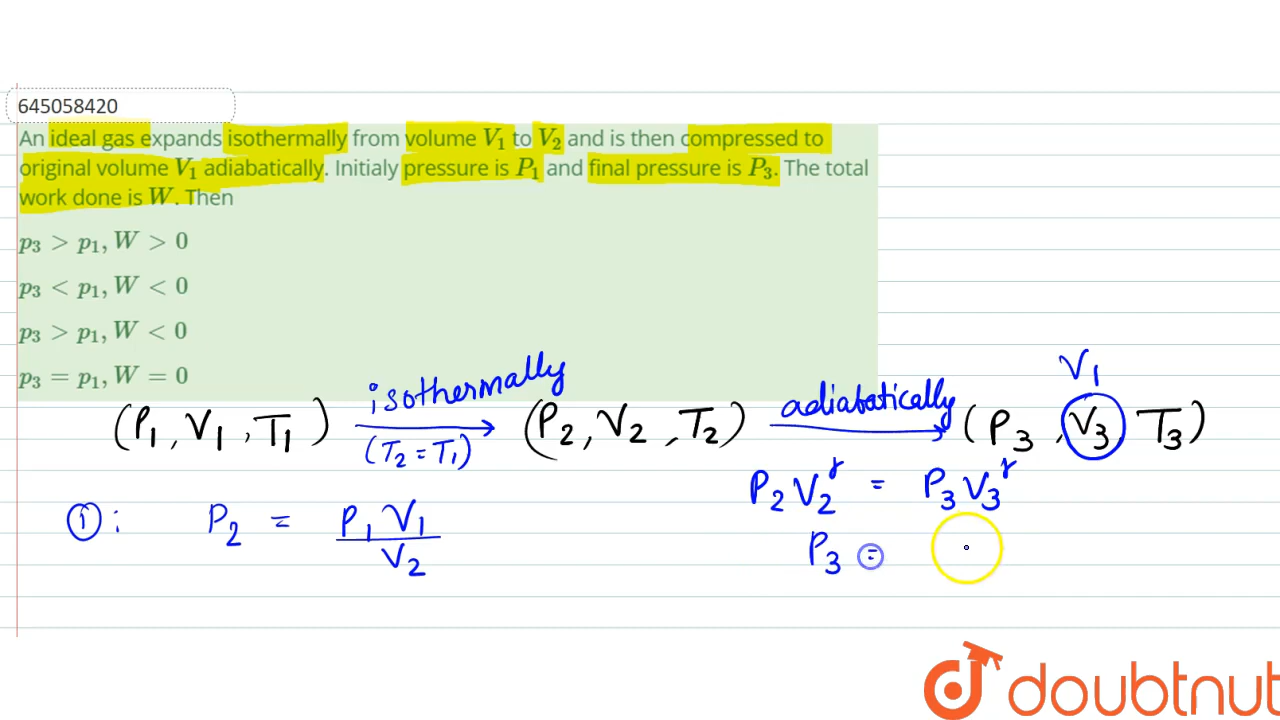 645058420
An ideal gas expands isothermally from volume V₁ to V₂ and is then compressed to
original volume V₁ adiabatically. Initialy pressure is P₁ and final pressure is P₃. The total
work done is W. Then
p₃ > p₁, W > 0
p₃ < p₁, W < 0
p₃ > p₁, W < 0
p₃ = p₁, W = 0
V₁
(P₁, V₁, T₁) isothermally (T₂ = T₁) → (P₂, V₂, T₂) adiabatically → (P₃, V₃ T₃)
P₂V₂^γ = P₃V₃^γ
①: P₂ = P₁V₁/V₂
P₃ =
doubtnut